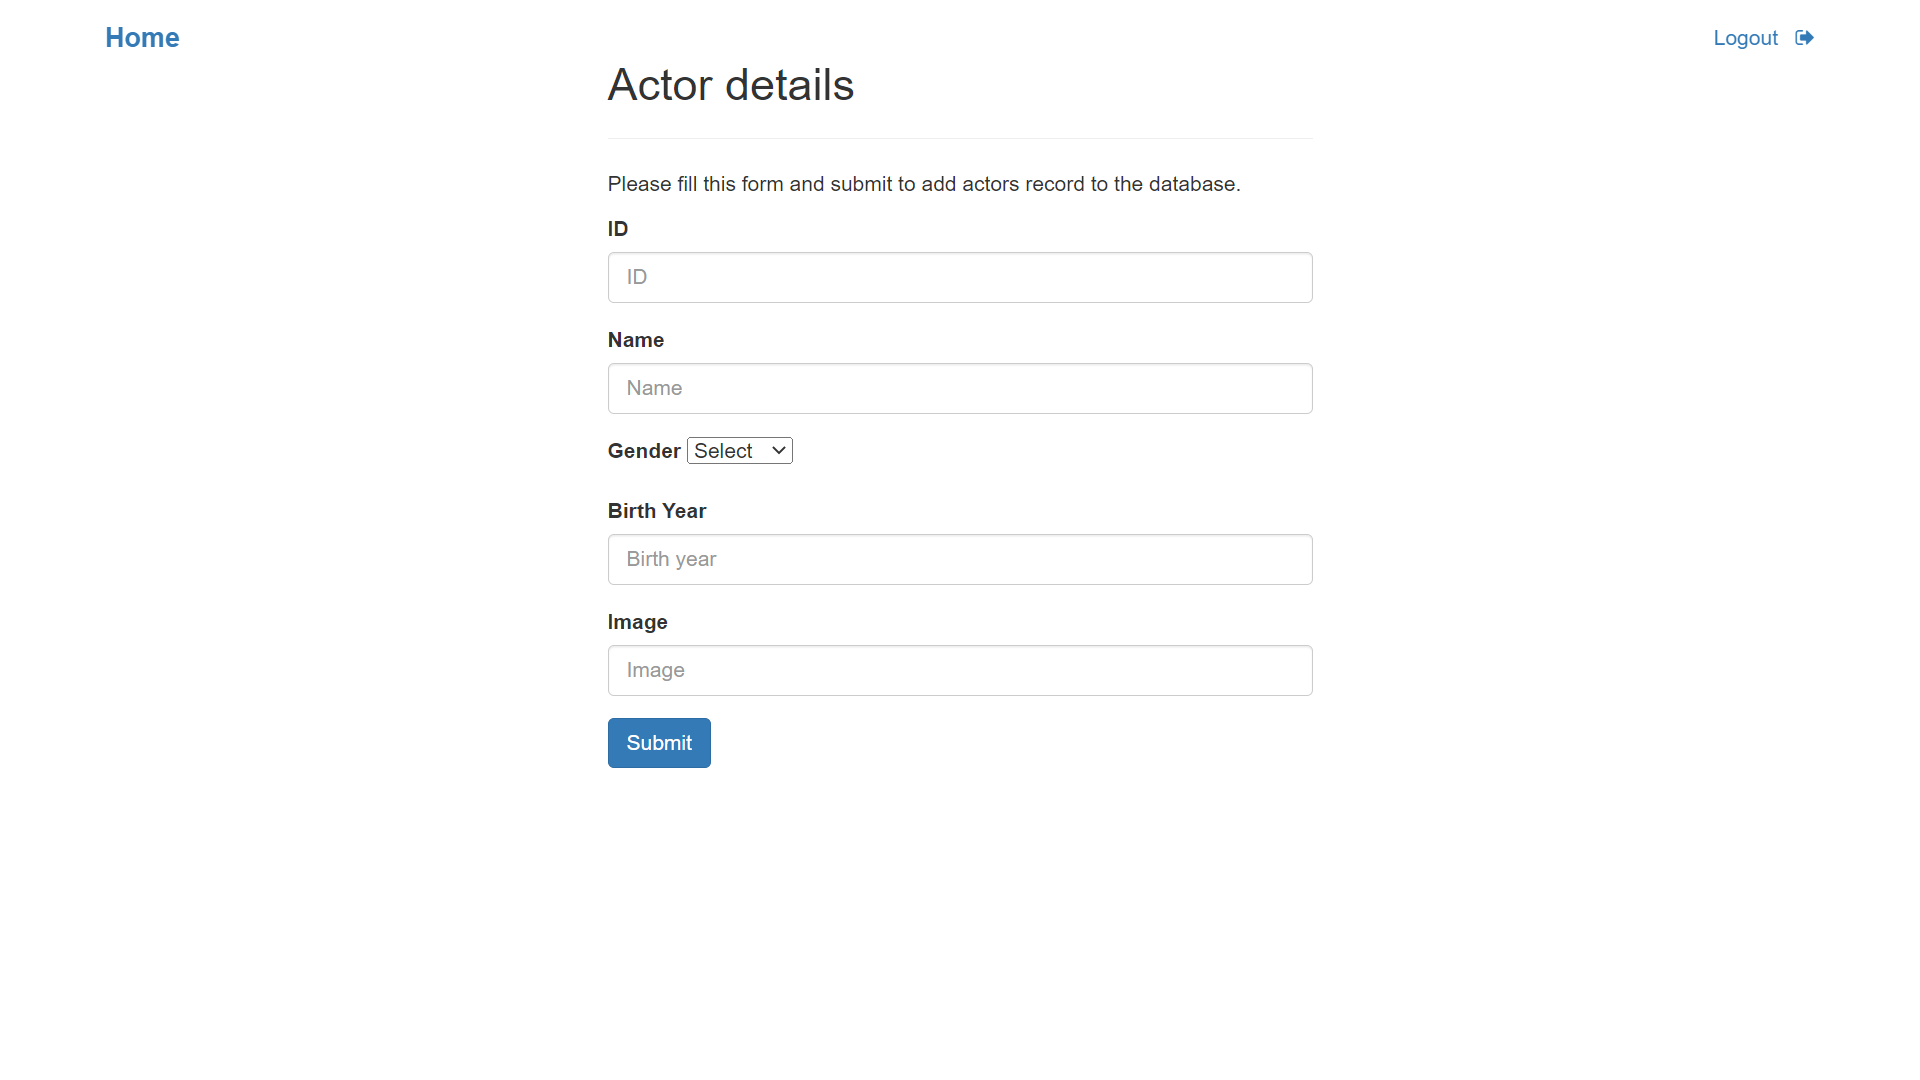 Home
Logout
Actor details
Please fill this form and submit to add actors record to the database.
ID
ID
Name
Name
Gender Select
Birth Year
Birth year
Image
Image
Submit